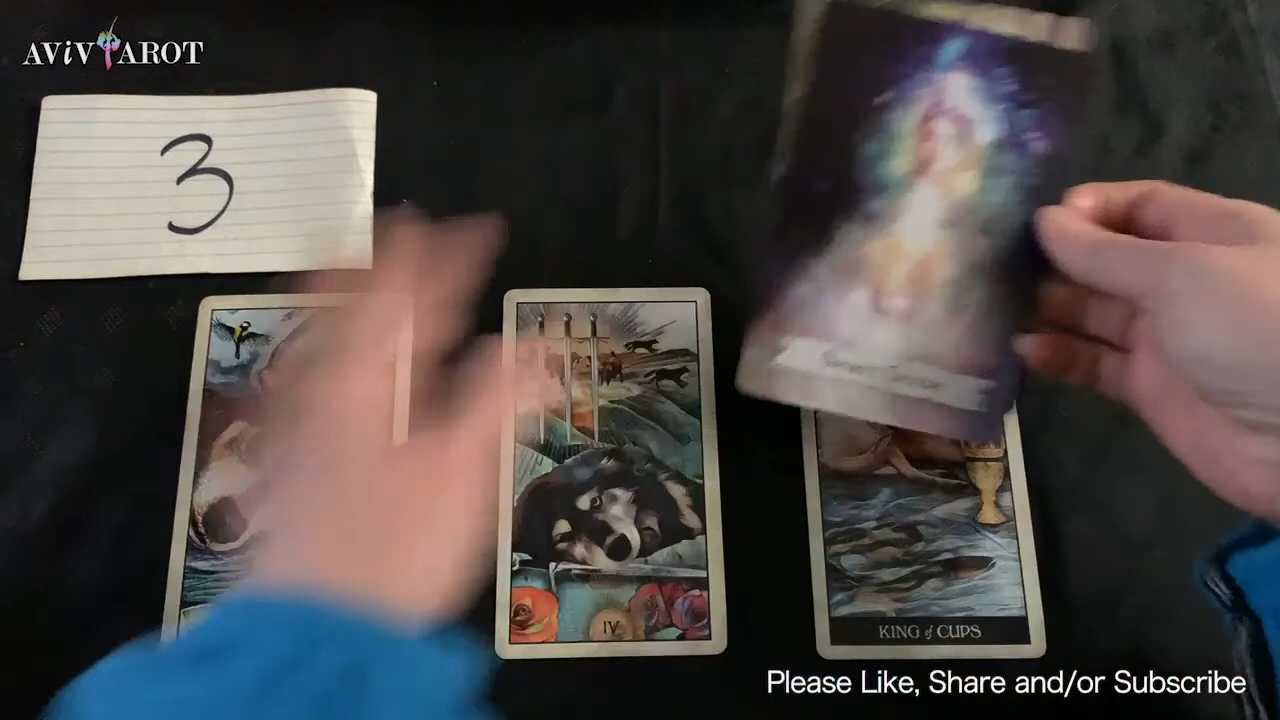 AViV TAROT
3
IV
KING of CUPS
Please Like, Share and/or Subscribe